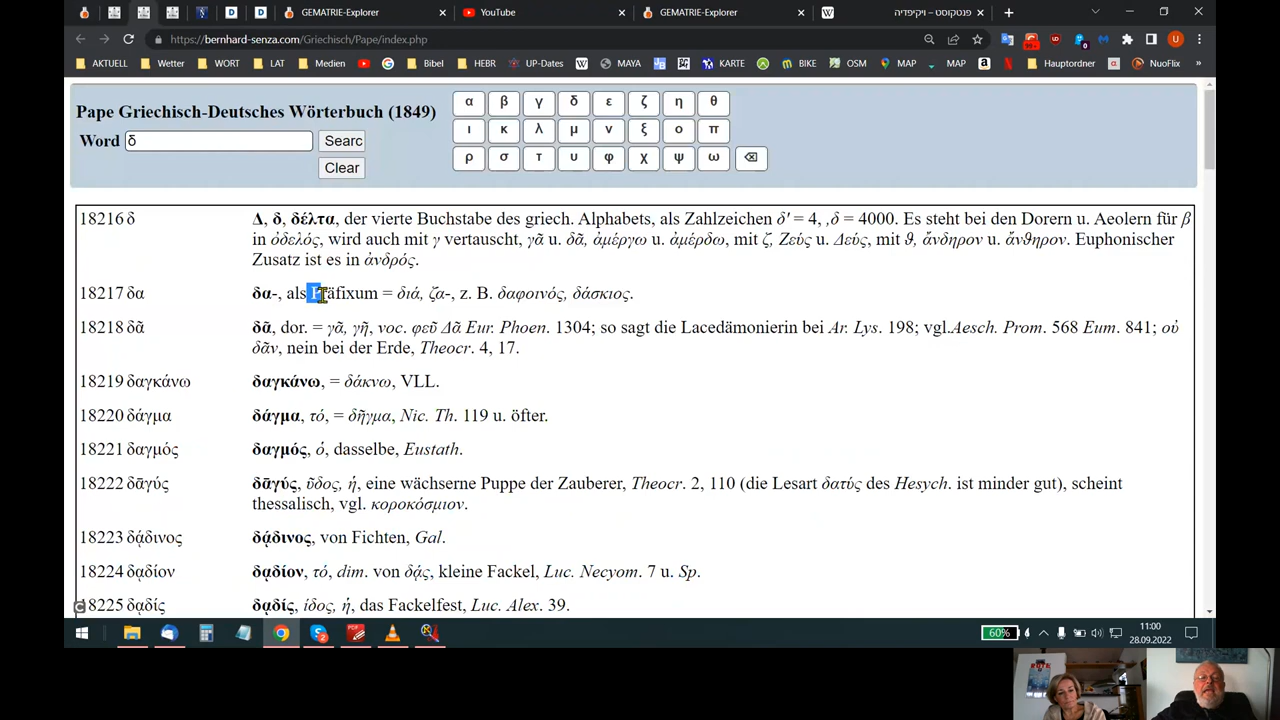 GEMATRIE-Explorer YouTube GEMATRIE-Explorer פנטקוסט – ויקיפדיה
https://bernhard-senza.com/Griechisch/Pape/index.php
AKTUELL Wetter WORT LAT Medien Bibel HEBR UP-Dates MAYA KARTE BIKE OSM MAP MAP Hauptordner NuoFlix »
α β γ δ ε ζ η θ
Pape Griechisch-Deutsches Wörterbuch (1849)
ι κ λ μ ν ξ ο π
Word δ Searc
ρ σ τ υ φ χ ψ ω
Clear
18216 δ Δ, δ, δέλτα, der vierte Buchstabe des griech. Alphabets, als Zahlzeichen δ' = 4, ,δ = 4000. Es steht bei den Dorern u. Aeolern für β
in ὀδελός, wird auch mit γ vertauscht, γᾶ u. δᾶ, ἀμέργω u. ἀμέρδω, mit ζ, Ζεύς u. Δεύς, mit ϑ, ἄνδηρον u. ἄνϑηρον. Euphonischer
Zusatz ist es in ἀνδρός.
18217 δα δα-, als Präfixum = διά, ζα-, z. B. δαφοινός, δάσκιος.
18218 δᾶ δᾶ, dor. = γᾶ, γῆ, voc. φεῦ Δᾶ Eur. Phoen. 1304; so sagt die Lacedämonierin bei Ar. Lys. 198; vgl.Aesch. Prom. 568 Eum. 841; οὐ
δᾶν, nein bei der Erde, Theocr. 4, 17.
18219 δαγκάνω δαγκάνω, = δάκνω, VLL.
18220 δάγμα δάγμα, τό, = δῆγμα, Nic. Th. 119 u. öfter.
18221 δαγμός δαγμός, ὁ, dasselbe, Eustath.
18222 δᾱγύς δᾱγύς, ῦδος, ἡ, eine wächserne Puppe der Zauberer, Theocr. 2, 110 (die Lesart δατύς des Hesych. ist minder gut), scheint
thessalisch, vgl. κοροκόσμιον.
18223 δᾴδινος δᾴδινος, von Fichten, Gal.
18224 δᾳδίον δᾳδίον, τό, dim. von δᾴς, kleine Fackel, Luc. Necyom. 7 u. Sp.
18225 δᾳδίς δᾳδίς, ίδος, ἡ, das Fackelfest, Luc. Alex. 39.
60% 11:00
28.09.2022